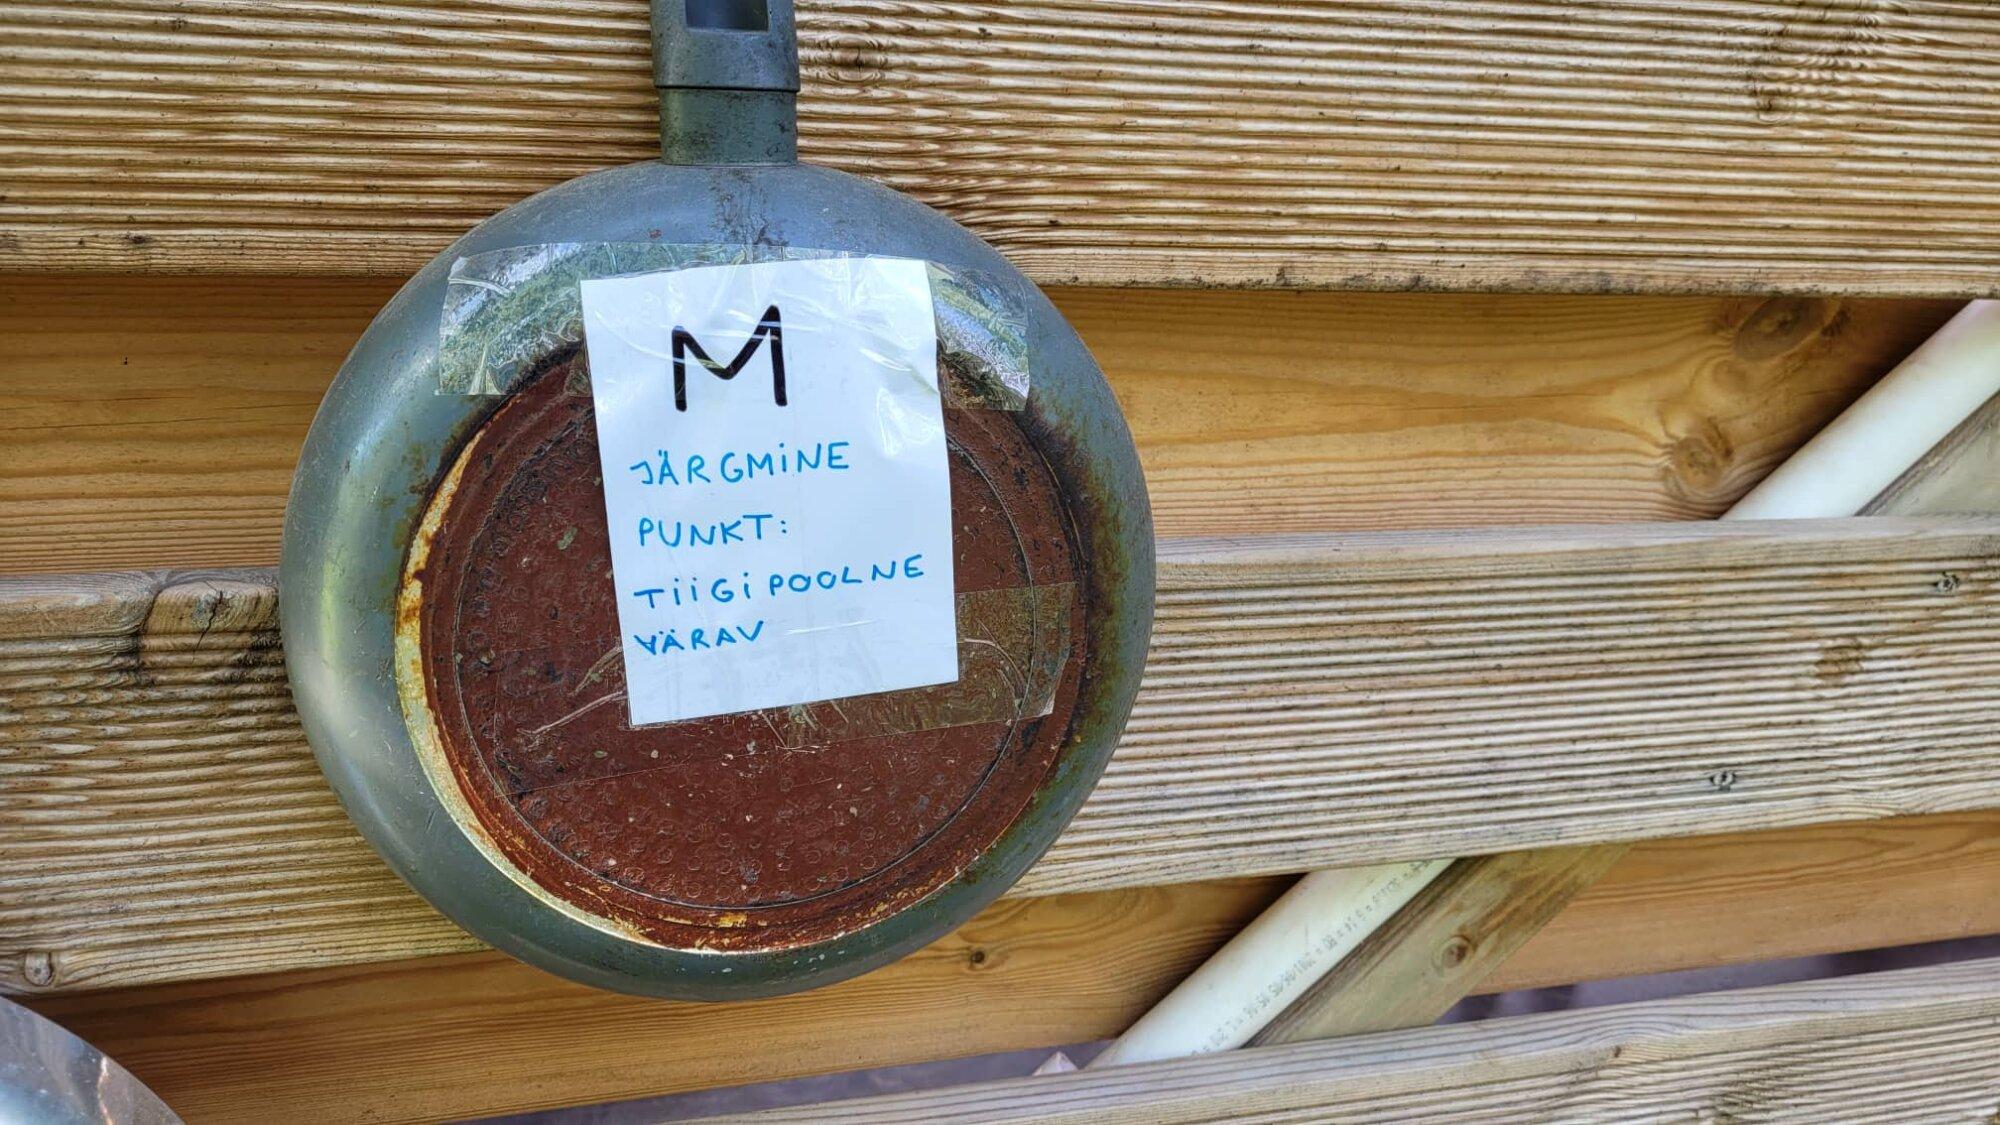 M
JÄRGMINE
PUNKT:
TIIGIPOOLNE
VÄRAV